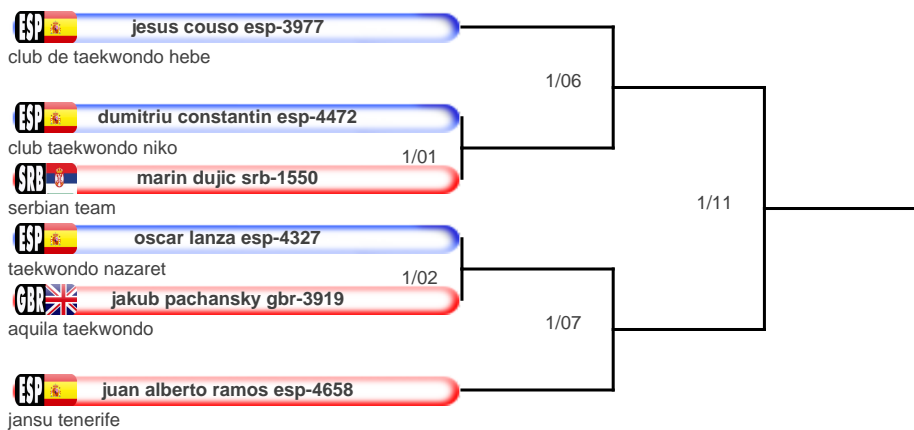 ESP jesus couso esp-3977
club de taekwondo hebe
1/06
ESP dumitriu constantin esp-4472
club taekwondo niko
1/01
SRB marin dujic srb-1550
serbian team
1/11
ESP oscar lanza esp-4327
taekwondo nazaret
1/02
GBR jakub pachansky gbr-3919
aquila taekwondo
1/07
ESP juan alberto ramos esp-4658
jansu tenerife